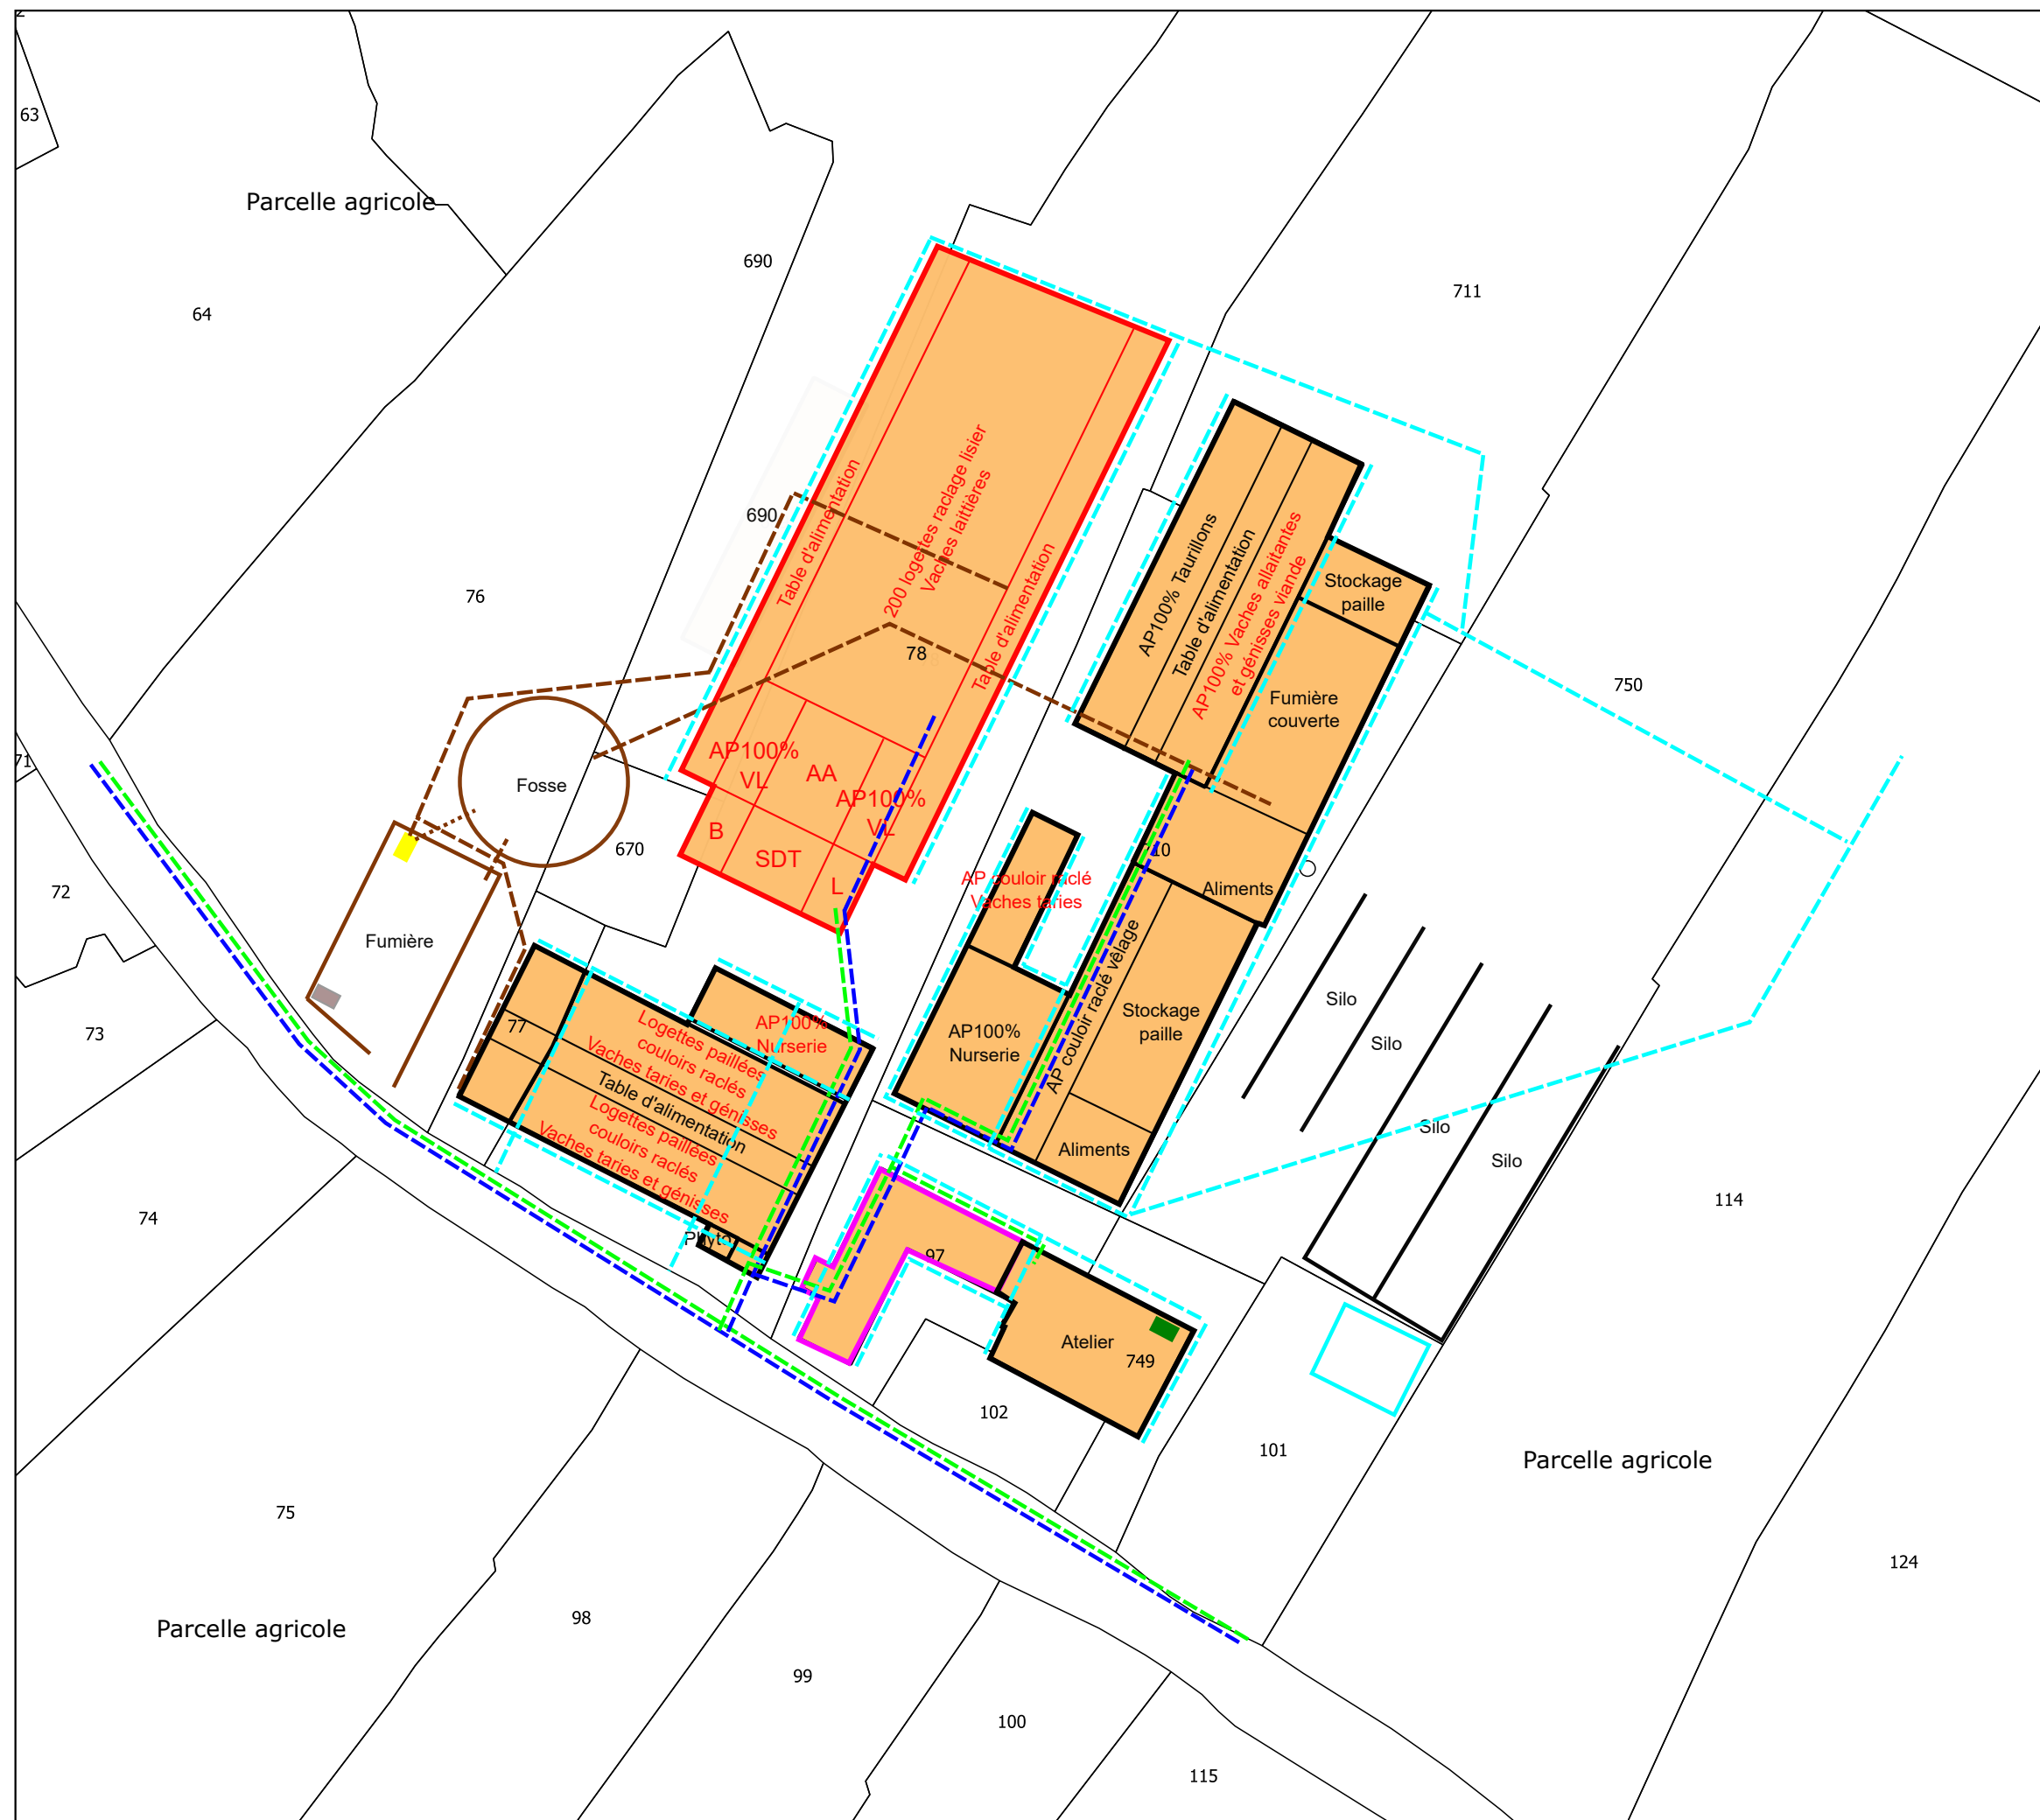 63
Parcelle agricole
690
711
64
690
76
78
750
Table d'alimentation
200 logettes raclage lisier
Vaches laittières
Table d'alimentation
AP100% Taurillons
Table d'alimentation
AP100% Vaches allaitantes
et génisses viande
Stockage
paille
Fumière
couverte
71
Fosse
AP100%
VL
AA
AP100%
VL
B
SDT
L
670
10
Aliments
72
Fumière
AP couloir raclé
Vaches taries
AP couloir raclé vêlage
Stockage
paille
Silo
Silo
Silo
Silo
73
77
Logettes paillées
couloirs raclés
Vaches taries et génisses
Table d'alimentation
Logettes paillées
couloirs raclés
Vaches taries et génisses
AP100%
Nurserie
AP100%
Nurserie
Aliments
114
74
Phyto
97
Atelier
749
102
101
Parcelle agricole
75
124
Parcelle agricole
98
99
100
115